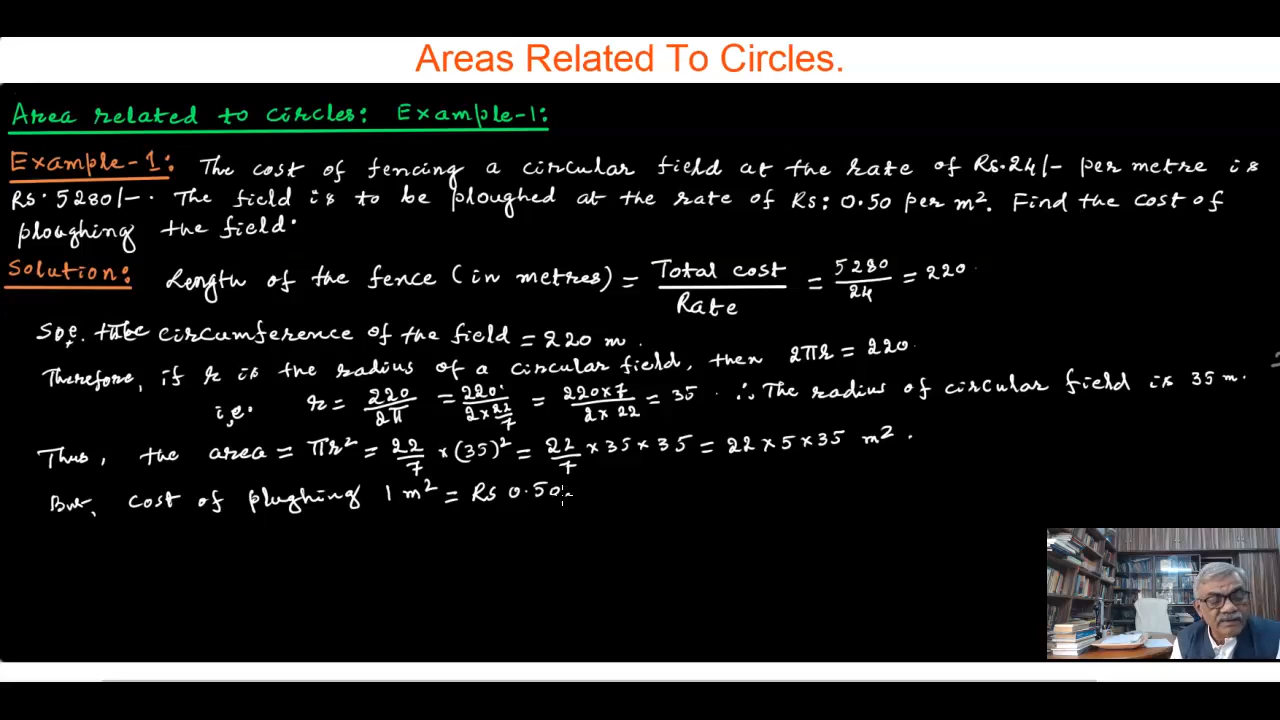 Areas Related To Circles.
Area related to circles: Example-1:
Example-1: The cost of fencing a circular field at the rate of Rs.24/- per metre is
Rs. 5280/-. The field is to be ploughed at the rate of Rs: 0.50 per m². Find the cost of
ploughing the field.
Solution: Length of the fence (in metres) = Total cost / Rate = 5280/24 = 220
circumference of the field = 220 m.
Therefore, if r is the radius of a circular field, then 2πr = 220.
i,e. r = 220/2π = 220/(2 × 22/7) = (220×7)/(2×22) = 35 . ∴ The radius of circular field is 35 m.
Thus, the area = πr² = 22/7 × (35)² = 22/7 × 35 × 35 = 22 × 5 × 35 m².
But, cost of plughing 1 m² = Rs 0.50